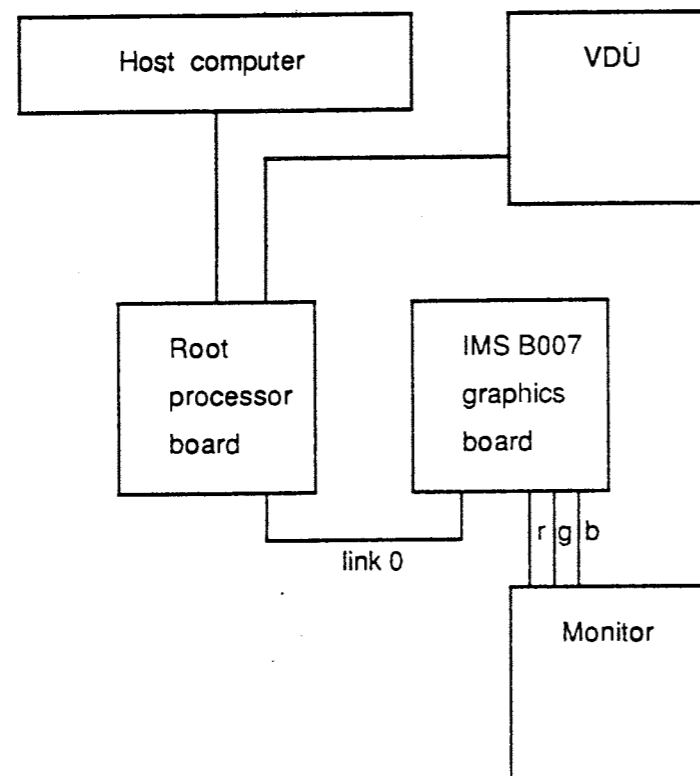 Host computer
VDU
Root
processor
board
IMS B007
graphics
board
link 0
r g b
Monitor